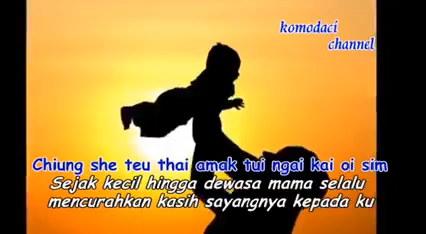 komodaci
channel
Chiung she teu thai amak tui ngai kai oi sim
Sejak kecil hingga dewasa mama selalu
mencurahkan kasih sayangnya kepada ku